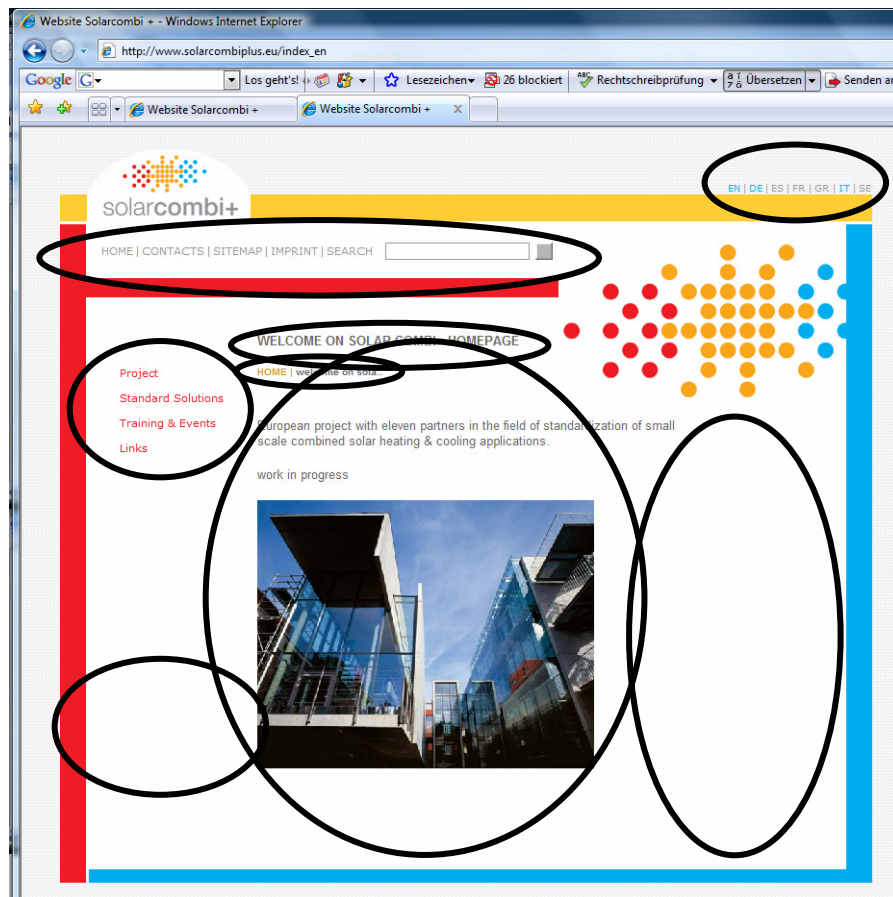 Website Solarcombi + - Windows Internet Explorer
http://www.solarcombiplus.eu/index_en
Google G Los geht's! Lesezeichen 26 blockiert ABC Rechtschreibprüfung Übersetzen Senden an
Website Solarcombi + Website Solarcombi + X
EN | DE | ES | FR | GR | IT | SE
solarcombi+
HOME | CONTACTS | SITEMAP | IMPRINT | SEARCH
WELCOME ON SOLAR COMBI+ HOMEPAGE
HOME | welcome on sola..
Project
Standard Solutions
Training & Events
Links
European project with eleven partners in the field of standardization of small
scale combined solar heating & cooling applications.
work in progress